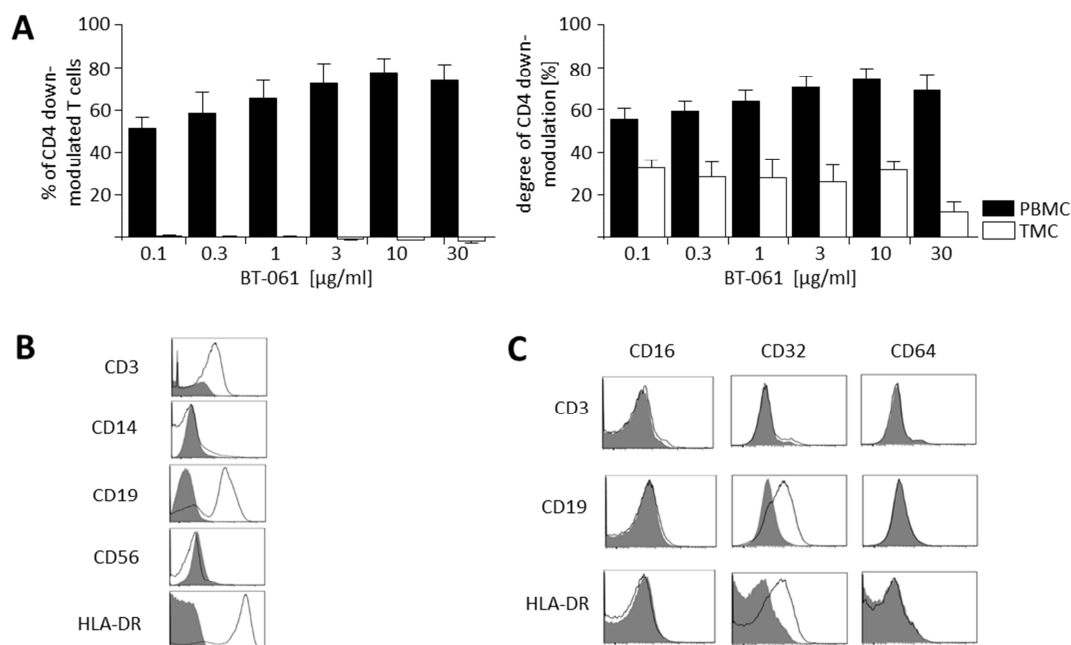 A
% of CD4 down-
modulated T cells
100
80
60
40
20
0.1 0.3 1 3 10 30
BT-061 [µg/ml]
degree of CD4 down-
modulation [%]
100
80
60
40
20
0.1 0.3 1 3 10 30
BT-061 [µg/ml]
PBMC
TMC
B
CD3
CD14
CD19
CD56
HLA-DR
C
CD16 CD32 CD64
CD3
CD19
HLA-DR